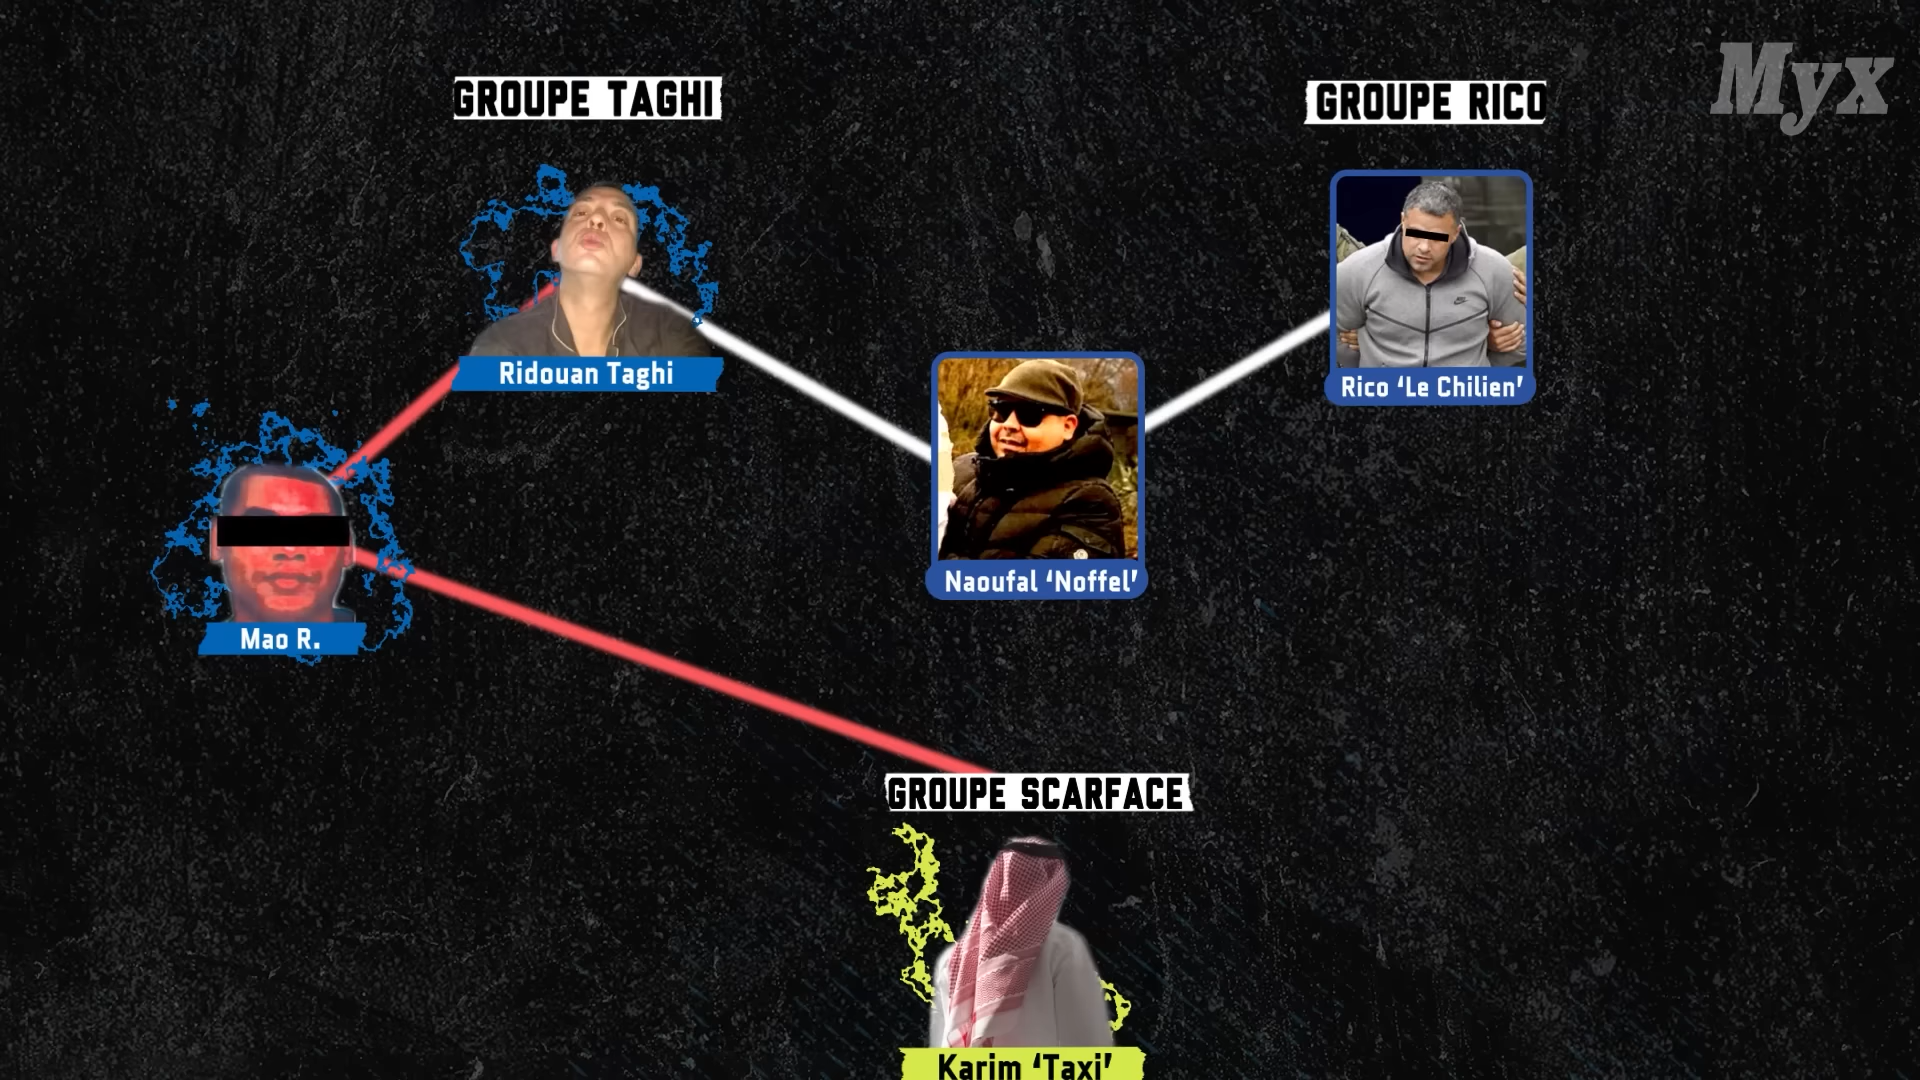 Myx
GROUPE TAGHI
GROUPE RICO
Ridouan Taghi
Rico ‘Le Chilien’
Naoufal ‘Noffel’
Mao R.
GROUPE SCARFACE
Karim ‘Taxi’